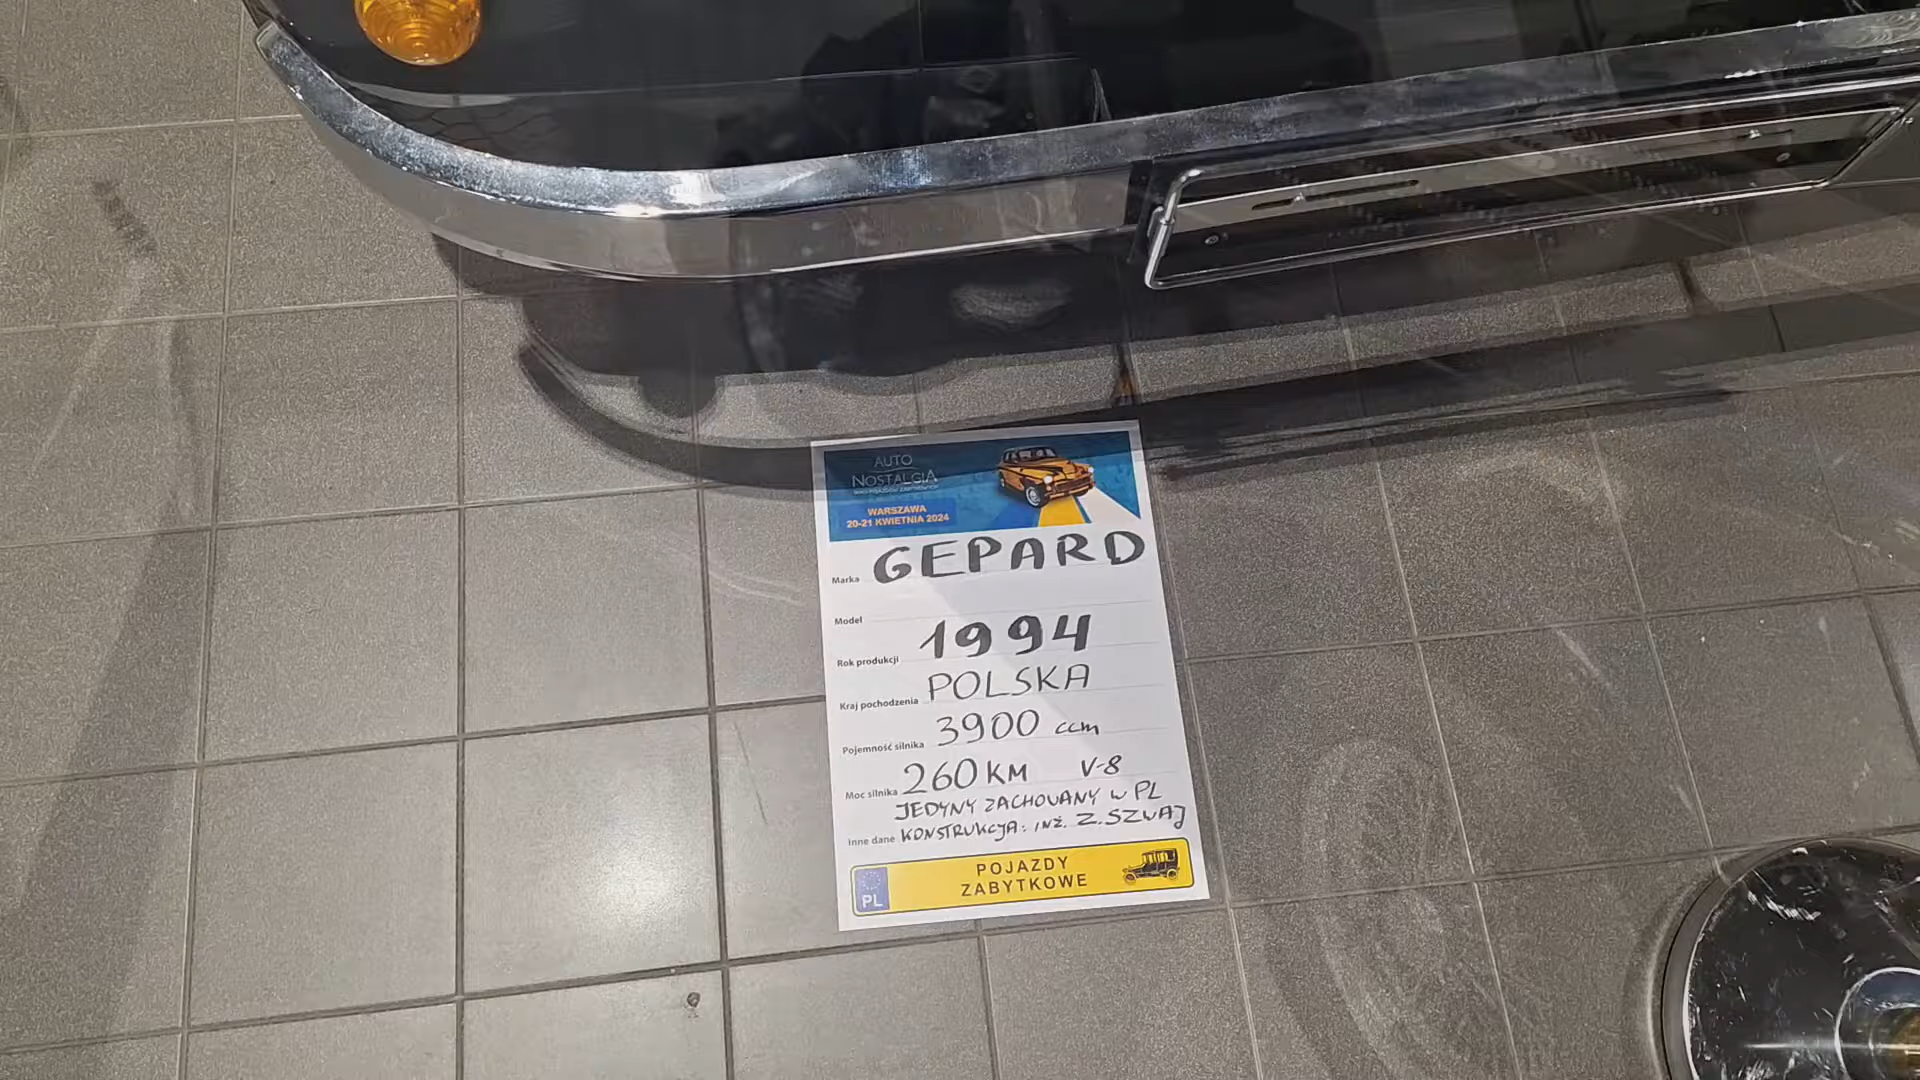 AUTO
NOSTALGIA
WARSZAWA
20-21 KWIETNIA 2024
Marka GEPARD
Model
Rok produkcji 1994
Kraj pochodzenia POLSKA
Pojemność silnika 3900 ccm
Moc silnika 260 KM V-8
JEDYNY ZACHOWANY W PL
Inne dane KONSTRUKCJA: INŻ. Z. SZWAJ
PL
POJAZDY
ZABYTKOWE